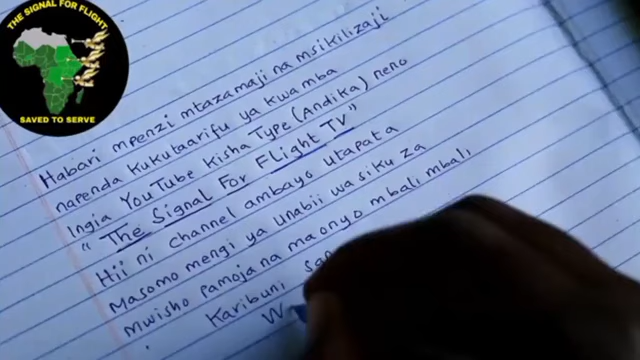 THE SIGNAL FOR FLIGHT
SAVED TO SERVE
Habari mpenzi mtazamaji na msikilizaji
napenda kukutaarifu ya kwamba
Ingia YouTube Kisha Type (Andika) neno
"The Signal For Flight TV"
Hii ni channel ambayo utapata
Masomo mengi ya unabii wa siku za
mwisho pamoja na maonyo mbali mbali
Karibuni